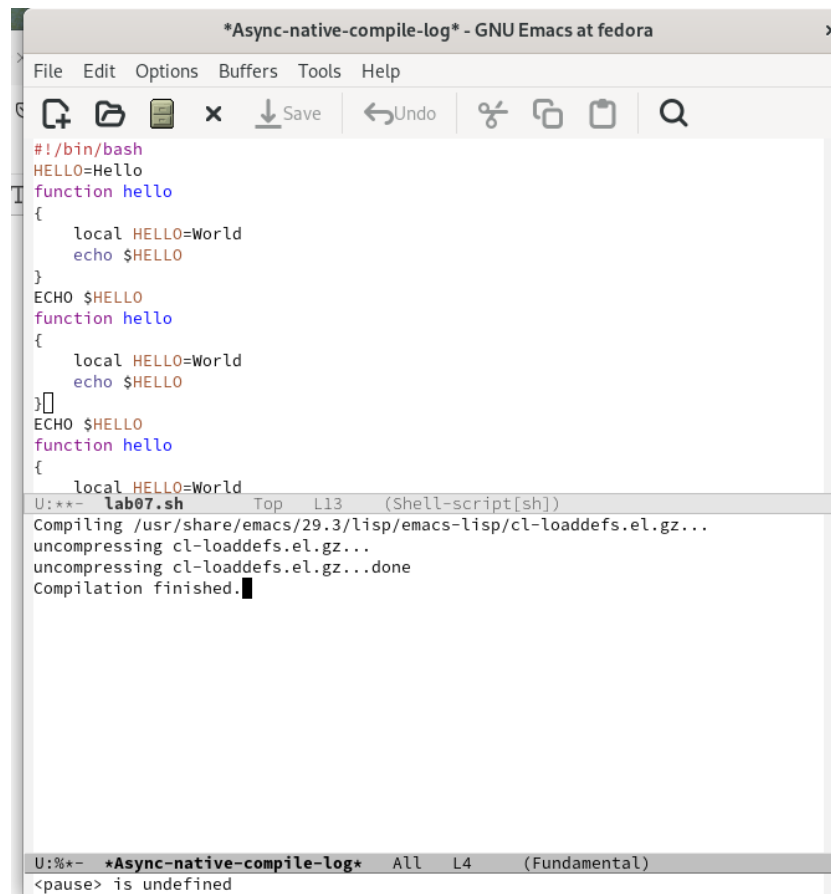 *Async-native-compile-log* - GNU Emacs at fedora
File Edit Options Buffers Tools Help
Save Undo
#!/bin/bash
HELLO=Hello
function hello
{
    local HELLO=World
    echo $HELLO
}
ECHO $HELLO
function hello
{
    local HELLO=World
    echo $HELLO
}
ECHO $HELLO
function hello
{
    local HELLO=World
U:**-  lab07.sh       Top   L13    (Shell-script[sh])
Compiling /usr/share/emacs/29.3/lisp/emacs-lisp/cl-loaddefs.el.gz...
uncompressing cl-loaddefs.el.gz...
uncompressing cl-loaddefs.el.gz...done
Compilation finished.
U:%*-  *Async-native-compile-log*   All   L4     (Fundamental)
<pause> is undefined